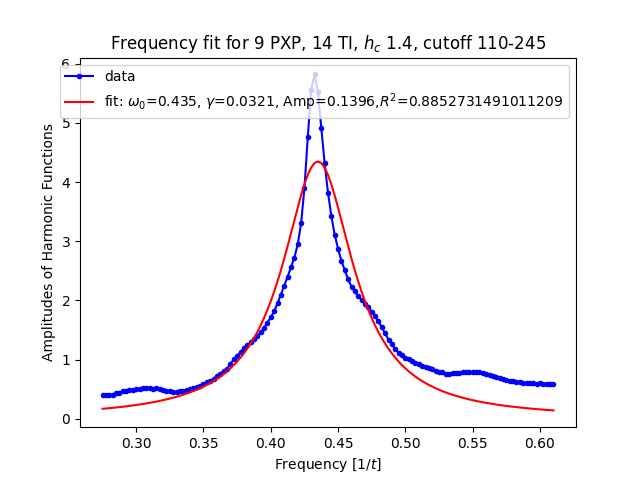 Frequency fit for 9 PXP, 14 TI, $h_c$ 1.4, cutoff 110-245
data
fit: $\omega_0$=0.435, $\gamma$=0.0321, Amp=0.1396,$R^2$=0.8852731491011209
Amplitudes of Harmonic Functions
6
5
4
3
2
1
0
0.30 0.35 0.40 0.45 0.50 0.55 0.60
Frequency [1/$t$]